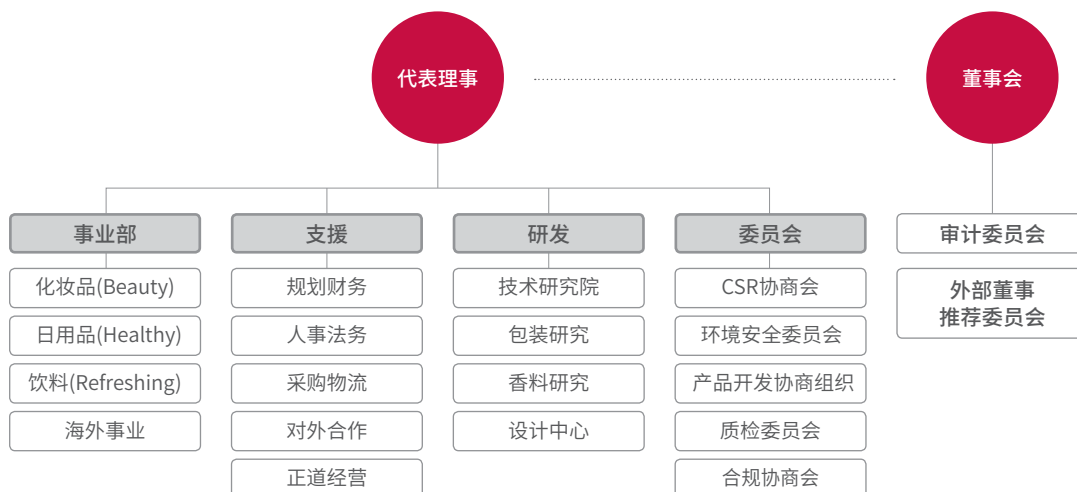 代表理事
董事会
事业部
化妆品(Beauty)
日用品(Healthy)
饮料(Refreshing)
海外事业
支援
规划财务
人事法务
采购物流
对外合作
正道经营
研发
技术研究院
包装研究
香料研究
设计中心
委员会
CSR协商会
环境安全委员会
产品开发协商组织
质检委员会
合规协商会
审计委员会
外部董事
推荐委员会